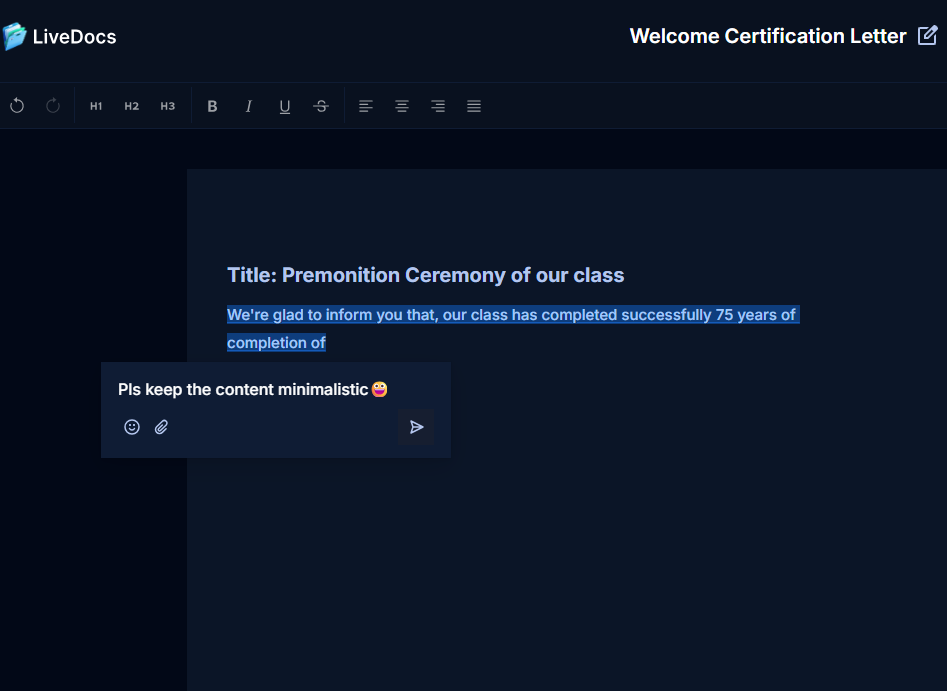 LiveDocs
Welcome Certification Letter
H1 H2 H3 B I U S
Title: Premonition Ceremony of our class
We're glad to inform you that, our class has completed successfully 75 years of
completion of
Pls keep the content minimalistic😜